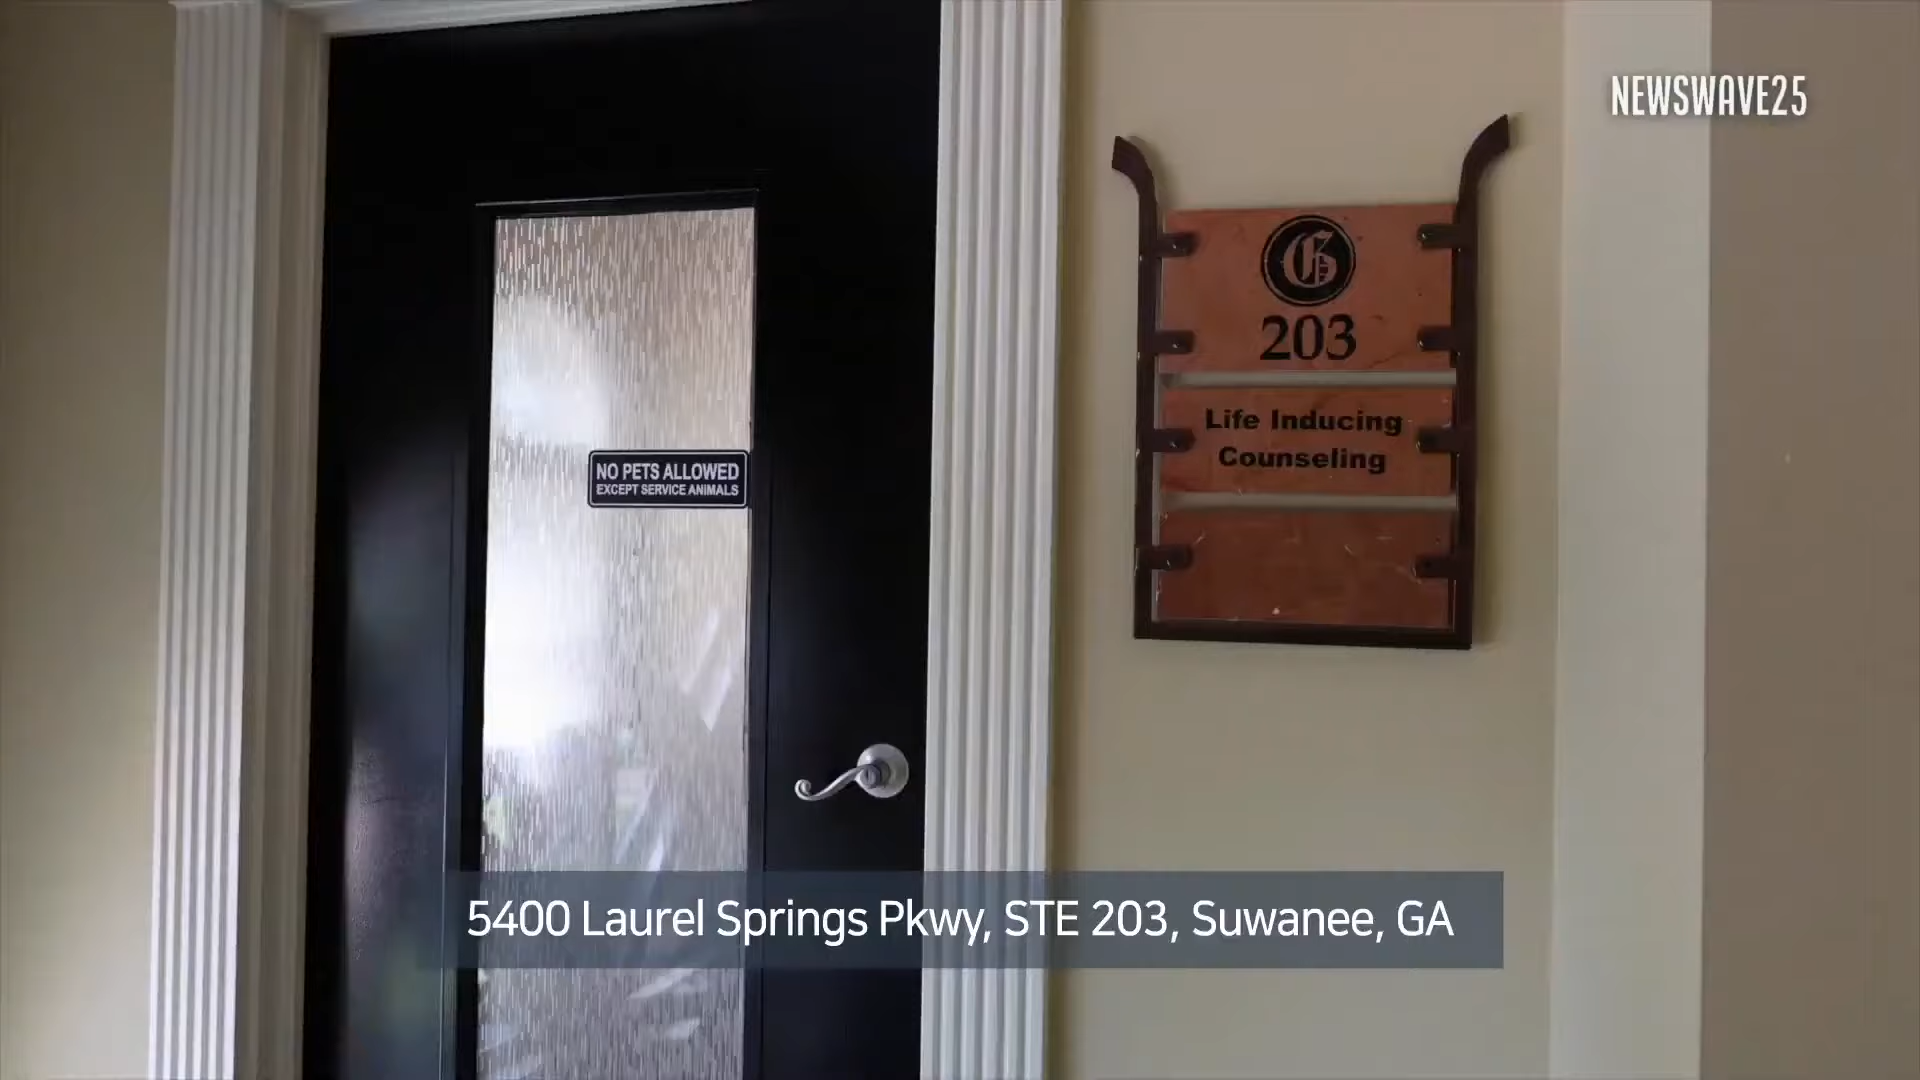 NEWSWAVE25
G
203
Life Inducing
Counseling
NO PETS ALLOWED
EXCEPT SERVICE ANIMALS
5400 Laurel Springs Pkwy, STE 203, Suwanee, GA